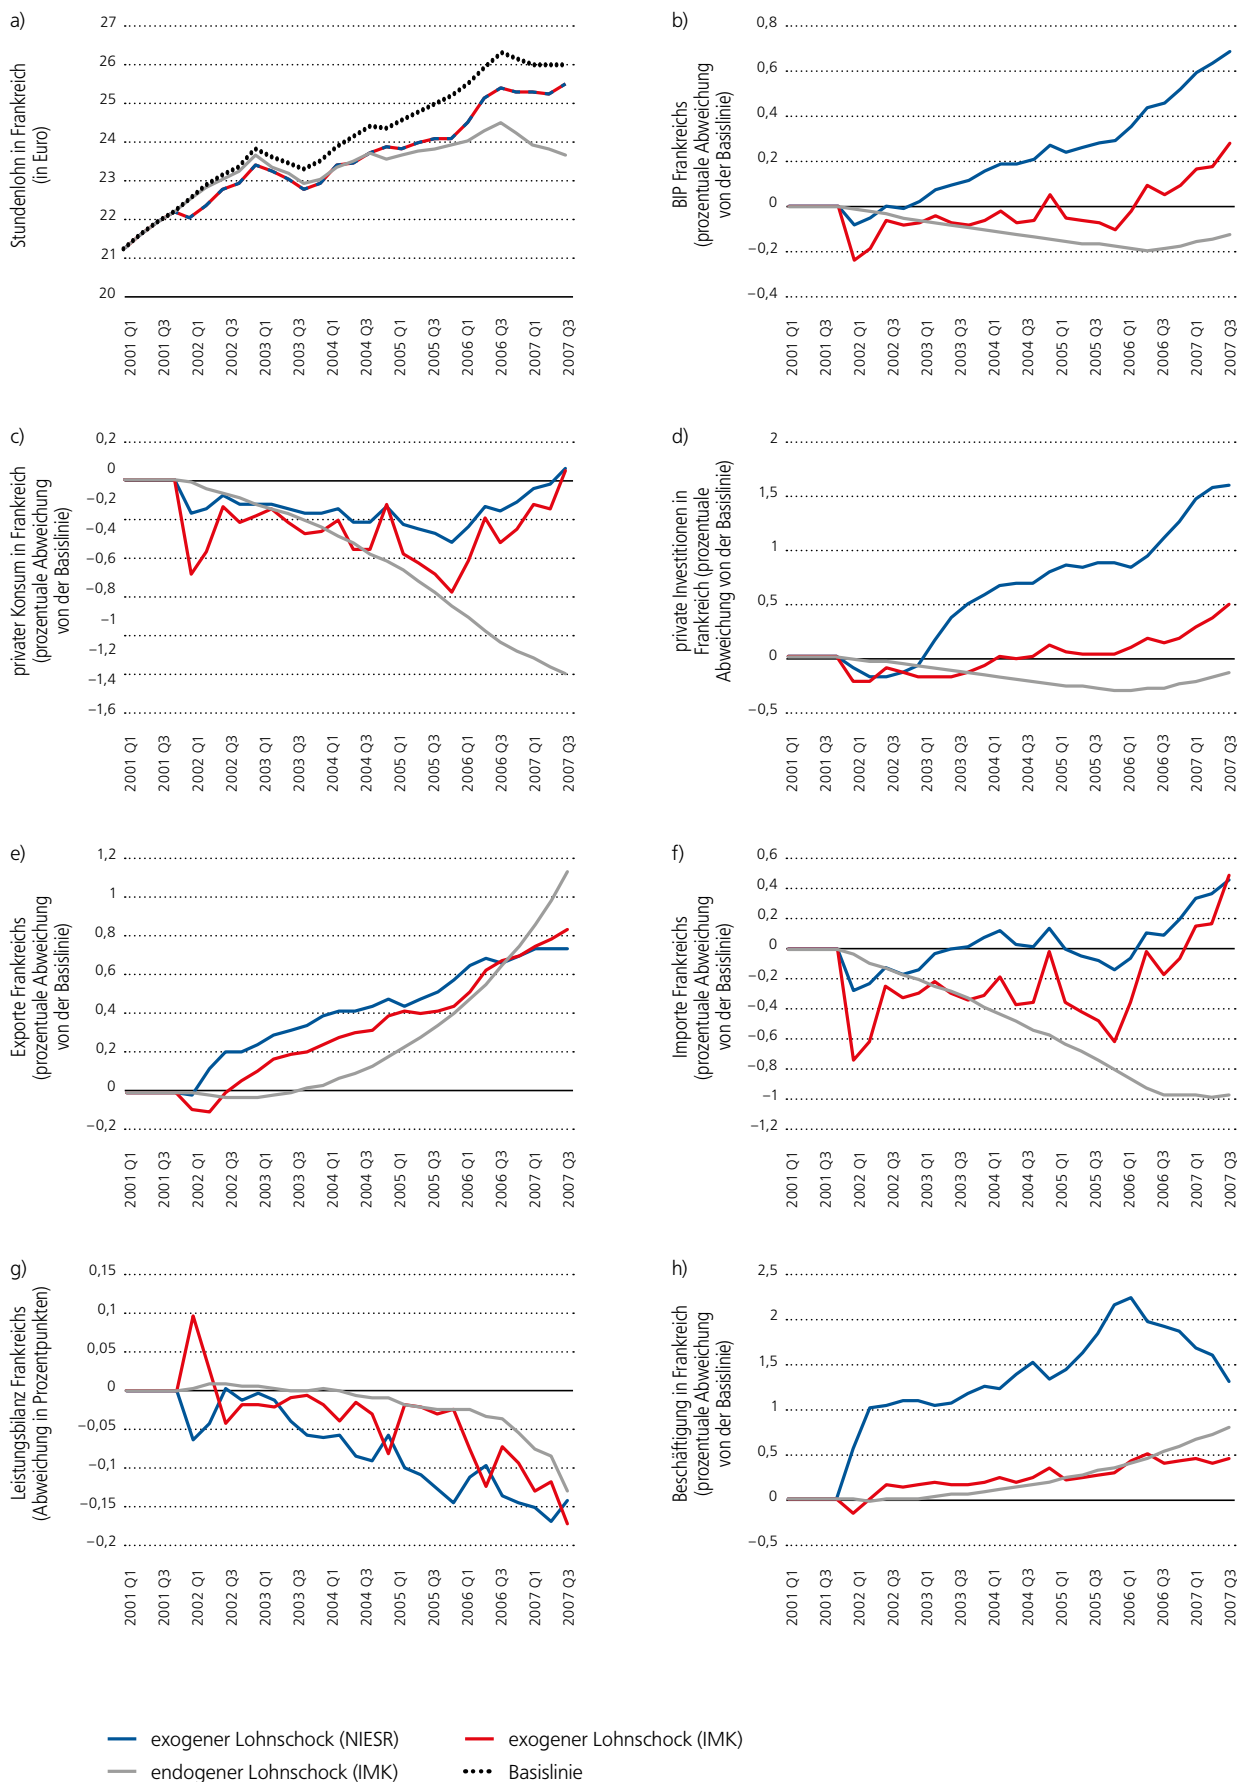 a)
Stundenlohn in Frankreich
(in Euro)
27
26
25
24
23
22
21
20
2001 Q1
2001 Q3
2002 Q1
2002 Q3
2003 Q1
2003 Q3
2004 Q1
2004 Q3
2005 Q1
2005 Q3
2006 Q1
2006 Q3
2007 Q1
2007 Q3
b)
BIP Frankreichs
(prozentuale Abweichung
von der Basislinie)
0,8
0,6
0,4
0,2
0
−0,2
−0,4
2001 Q1
2001 Q3
2002 Q1
2002 Q3
2003 Q1
2003 Q3
2004 Q1
2004 Q3
2005 Q1
2005 Q3
2006 Q1
2006 Q3
2007 Q1
2007 Q3
c)
privater Konsum in Frankreich
(prozentuale Abweichung
von der Basislinie)
0,2
0
−0,2
−0,4
−0,6
−0,8
−1
−1,2
−1,4
−1,6
2001 Q1
2001 Q3
2002 Q1
2002 Q3
2003 Q1
2003 Q3
2004 Q1
2004 Q3
2005 Q1
2005 Q3
2006 Q1
2006 Q3
2007 Q1
2007 Q3
d)
private Investitionen in
Frankreich (prozentuale
Abweichung von der Basislinie)
2
1,5
1
0,5
0
−0,5
2001 Q1
2001 Q3
2002 Q1
2002 Q3
2003 Q1
2003 Q3
2004 Q1
2004 Q3
2005 Q1
2005 Q3
2006 Q1
2006 Q3
2007 Q1
2007 Q3
e)
Exporte Frankreichs
(prozentuale Abweichung
von der Basislinie)
1,2
1
0,8
0,6
0,4
0,2
0
−0,2
2001 Q1
2001 Q3
2002 Q1
2002 Q3
2003 Q1
2003 Q3
2004 Q1
2004 Q3
2005 Q1
2005 Q3
2006 Q1
2006 Q3
2007 Q1
2007 Q3
f)
Importe Frankreichs
(prozentuale Abweichung
von der Basislinie)
0,6
0,4
0,2
0
−0,2
−0,4
−0,6
−0,8
−1
−1,2
2001 Q1
2001 Q3
2002 Q1
2002 Q3
2003 Q1
2003 Q3
2004 Q1
2004 Q3
2005 Q1
2005 Q3
2006 Q1
2006 Q3
2007 Q1
2007 Q3
g)
Leistungsbilanz Frankreichs
(Abweichung in Prozentpunkten)
0,15
0,1
0,05
0
−0,05
−0,1
−0,15
−0,2
2001 Q1
2001 Q3
2002 Q1
2002 Q3
2003 Q1
2003 Q3
2004 Q1
2004 Q3
2005 Q1
2005 Q3
2006 Q1
2006 Q3
2007 Q1
2007 Q3
h)
Beschäftigung in Frankreich
(prozentuale Abweichung
von der Basislinie)
2,5
2
1,5
1
0,5
0
−0,5
2001 Q1
2001 Q3
2002 Q1
2002 Q3
2003 Q1
2003 Q3
2004 Q1
2004 Q3
2005 Q1
2005 Q3
2006 Q1
2006 Q3
2007 Q1
2007 Q3
exogener Lohnschock (NIESR)
exogener Lohnschock (IMK)
endogener Lohnschock (IMK)
Basislinie